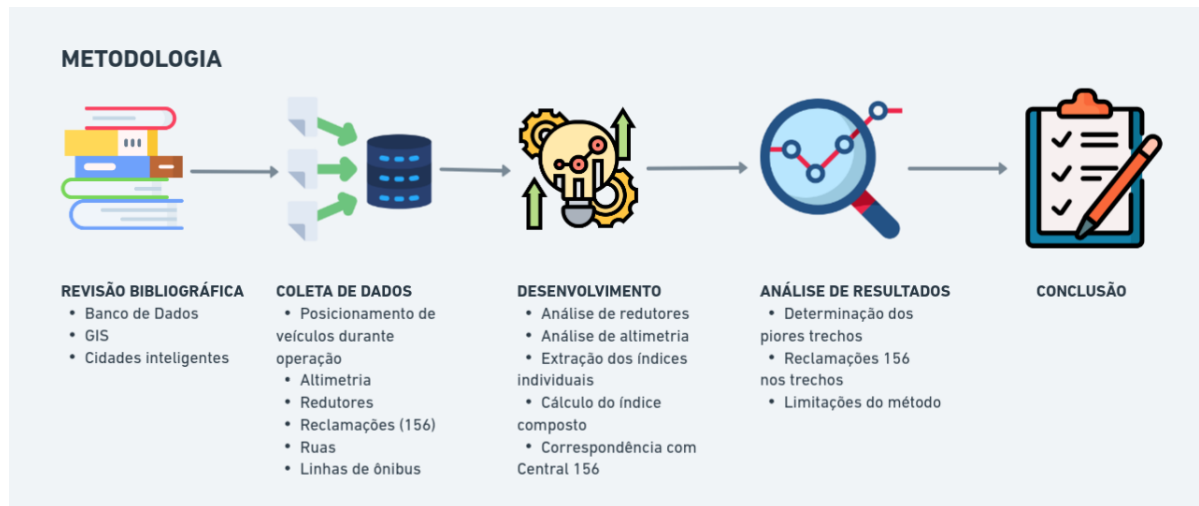 METODOLOGIA
REVISÃO BIBLIOGRÁFICA
• Banco de Dados
• GIS
• Cidades inteligentes
COLETA DE DADOS
• Posicionamento de
veículos durante
operação
• Altimetria
• Redutores
• Reclamações (156)
• Ruas
• Linhas de ônibus
DESENVOLVIMENTO
• Análise de redutores
• Análise de altimetria
• Extração dos índices
individuais
• Cálculo do índice
composto
• Correspondência com
Central 156
ANÁLISE DE RESULTADOS
• Determinação dos
piores trechos
• Reclamações 156
nos trechos
• Limitações do método
CONCLUSÃO